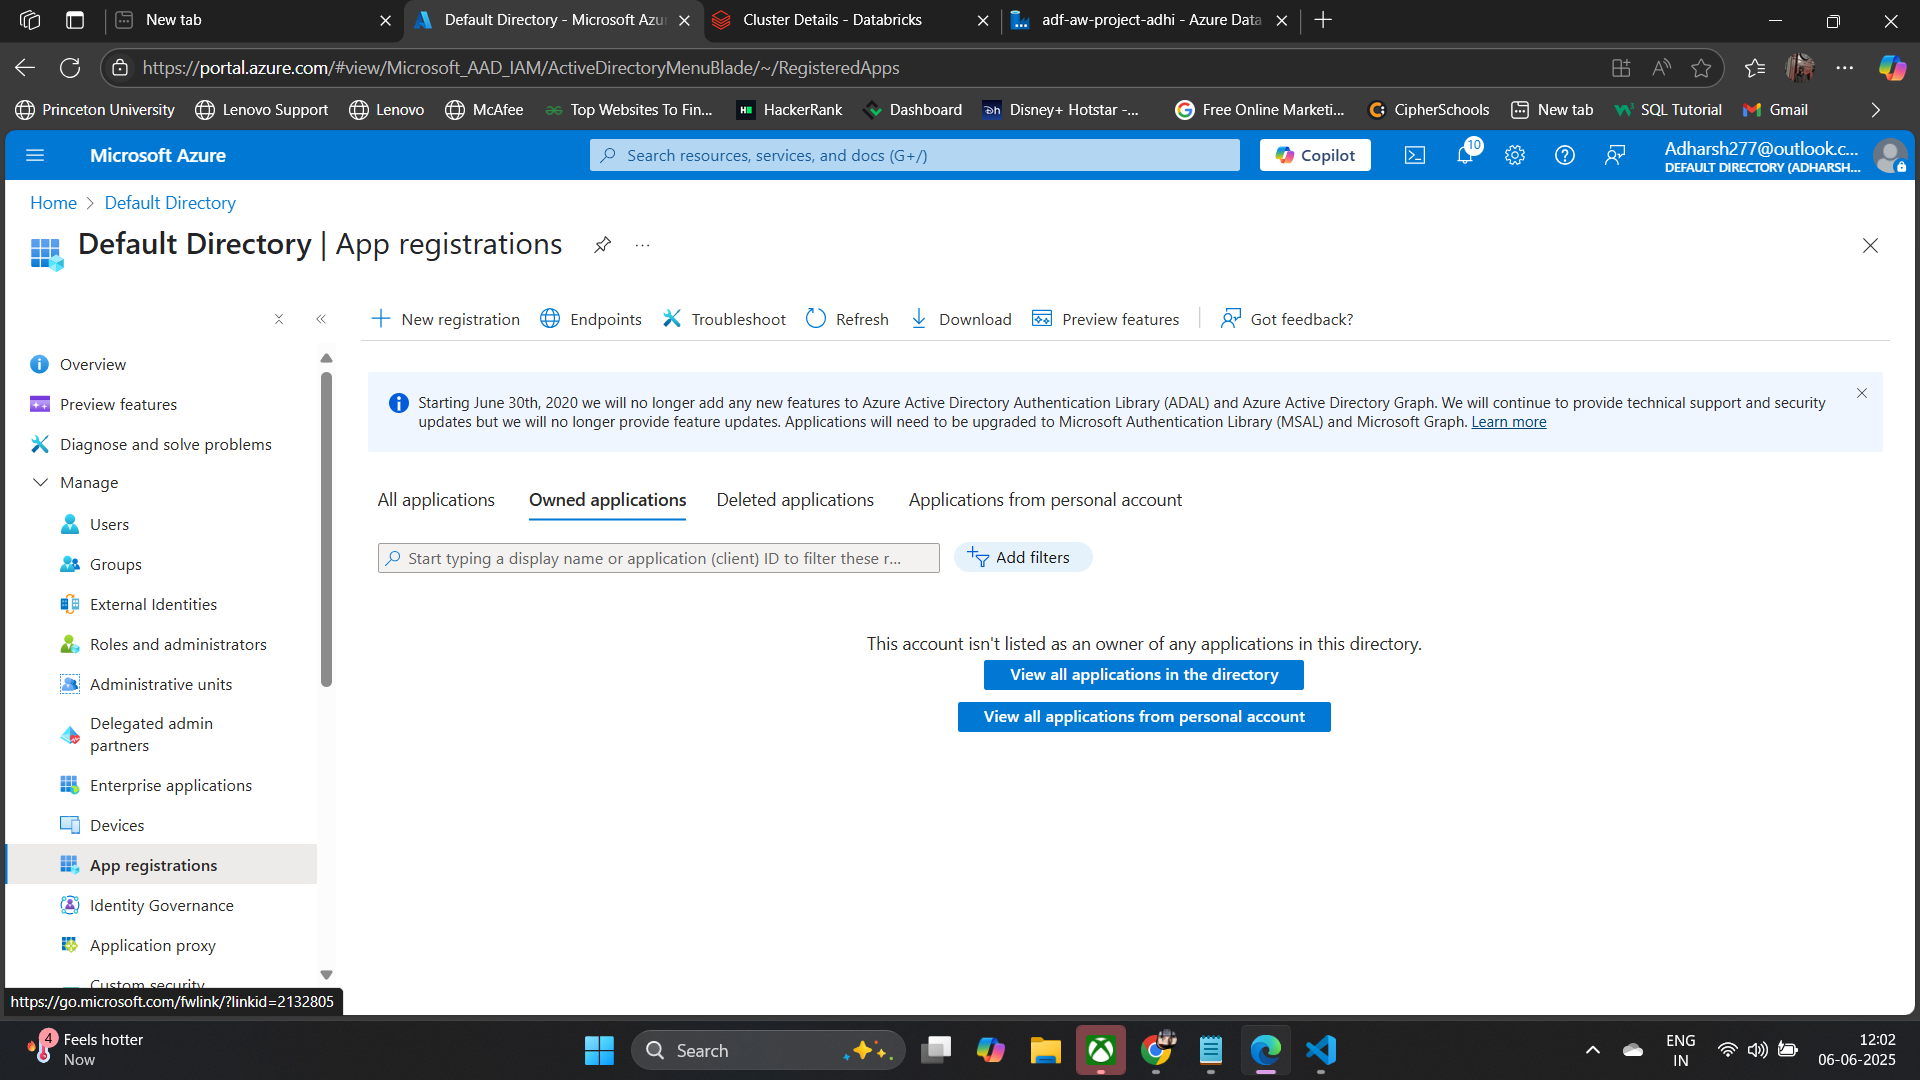 New tab
Default Directory - Microsoft Azu
Cluster Details - Databricks
adf-aw-project-adhi - Azure Data
https://portal.azure.com/#view/Microsoft_AAD_IAM/ActiveDirectoryMenuBlade/~/RegisteredApps
Princeton University
Lenovo Support
Lenovo
McAfee
Top Websites To Fin...
HackerRank
Dashboard
Disney+ Hotstar -...
Free Online Marketi...
CipherSchools
New tab
SQL Tutorial
Gmail
Microsoft Azure
Search resources, services, and docs (G+/)
Copilot
10
Adharsh277@outlook.c...
DEFAULT DIRECTORY (ADHARSH...
Home > Default Directory
Default Directory | App registrations
New registration
Endpoints
Troubleshoot
Refresh
Download
Preview features
Got feedback?
Overview
Preview features
Diagnose and solve problems
Manage
Users
Groups
External Identities
Roles and administrators
Administrative units
Delegated admin
partners
Enterprise applications
Devices
App registrations
Identity Governance
Application proxy
Custom security
https://go.microsoft.com/fwlink/?linkid=2132805
Starting June 30th, 2020 we will no longer add any new features to Azure Active Directory Authentication Library (ADAL) and Azure Active Directory Graph. We will continue to provide technical support and security
updates but we will no longer provide feature updates. Applications will need to be upgraded to Microsoft Authentication Library (MSAL) and Microsoft Graph. Learn more
All applications
Owned applications
Deleted applications
Applications from personal account
Start typing a display name or application (client) ID to filter these r...
Add filters
This account isn't listed as an owner of any applications in this directory.
View all applications in the directory
View all applications from personal account
4
Feels hotter
Now
Search
ENG
IN
12:02
06-06-2025